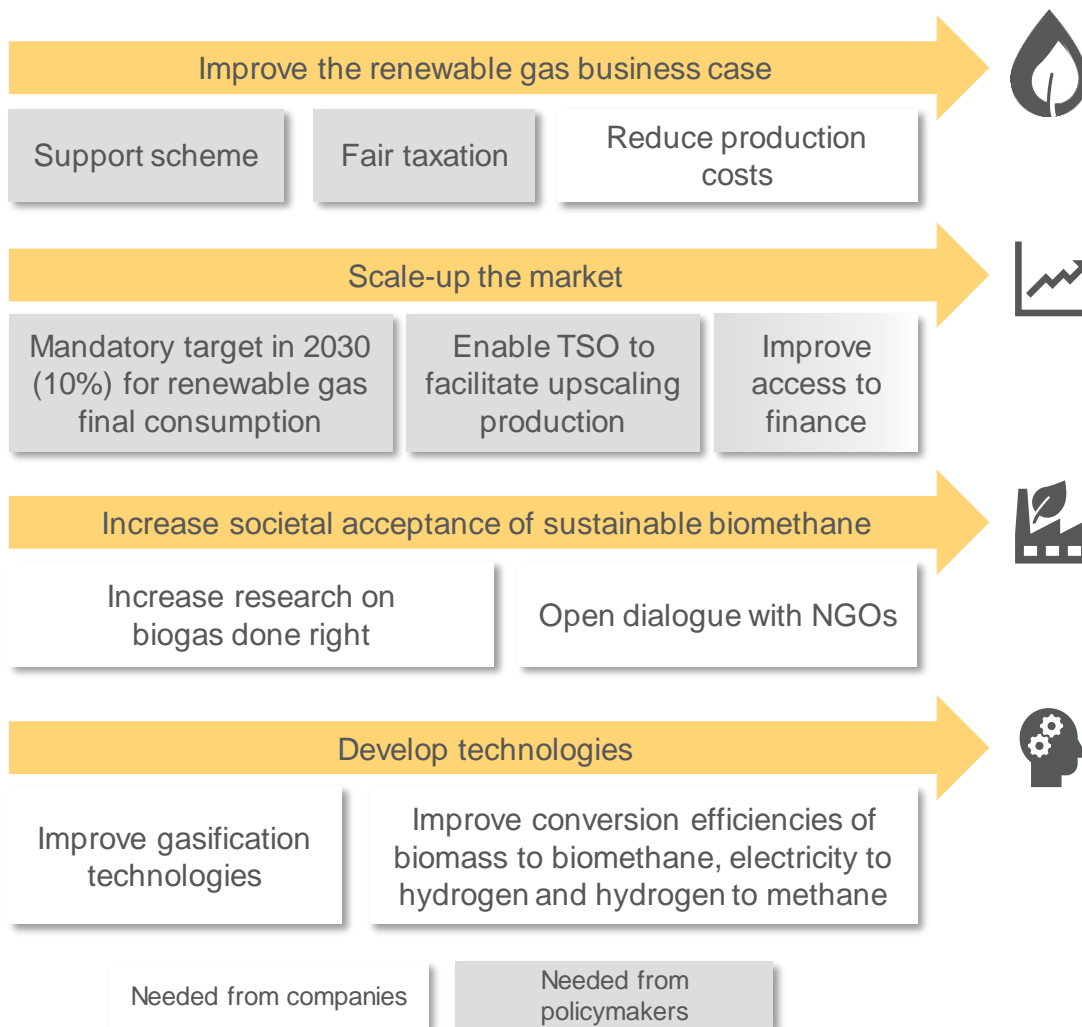 Improve the renewable gas business case
Support scheme
Fair taxation
Reduce production
costs
Scale-up the market
Mandatory target in 2030
(10%) for renewable gas
final consumption
Enable TSO to
facilitate upscaling
production
Improve
access to
finance
Increase societal acceptance of sustainable biomethane
Increase research on
biogas done right
Open dialogue with NGOs
Develop technologies
Improve gasification
technologies
Improve conversion efficiencies of
biomass to biomethane, electricity to
hydrogen and hydrogen to methane
Needed from companies
Needed from
policymakers